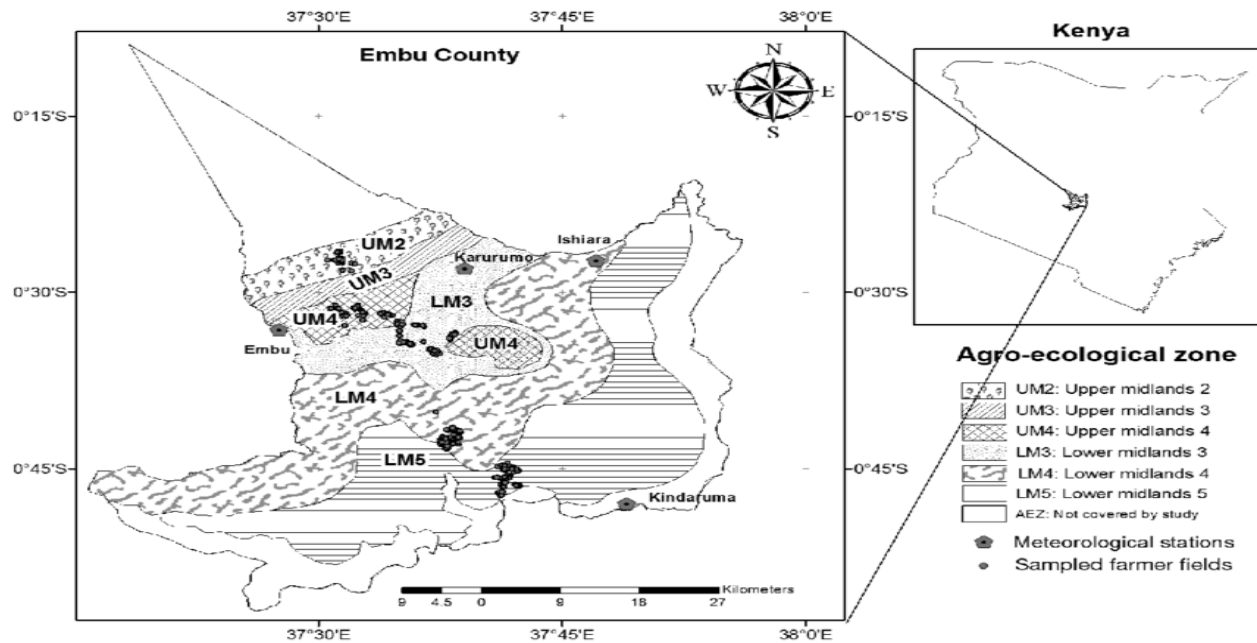 37°30'E 37°45'E 38°0'E
Kenya
Embu County
N
W E
S
0°15'S 0°15'S
UM2
Ishiara
Karurumo
UM3
0°30'S 0°30'S
LM3
UM4
UM4
Embu
LM4
LM5
0°45'S 0°45'S
Kindaruma
Kilometers
9 4.5 0 9 18 27
37°30'E 37°45'E 38°0'E
Agro-ecological zone
UM2: Upper midlands 2
UM3: Upper midlands 3
UM4: Upper midlands 4
LM3: Lower midlands 3
LM4: Lower midlands 4
LM5: Lower midlands 5
AEZ: Not covered by study
Meteorological stations
Sampled farmer fields